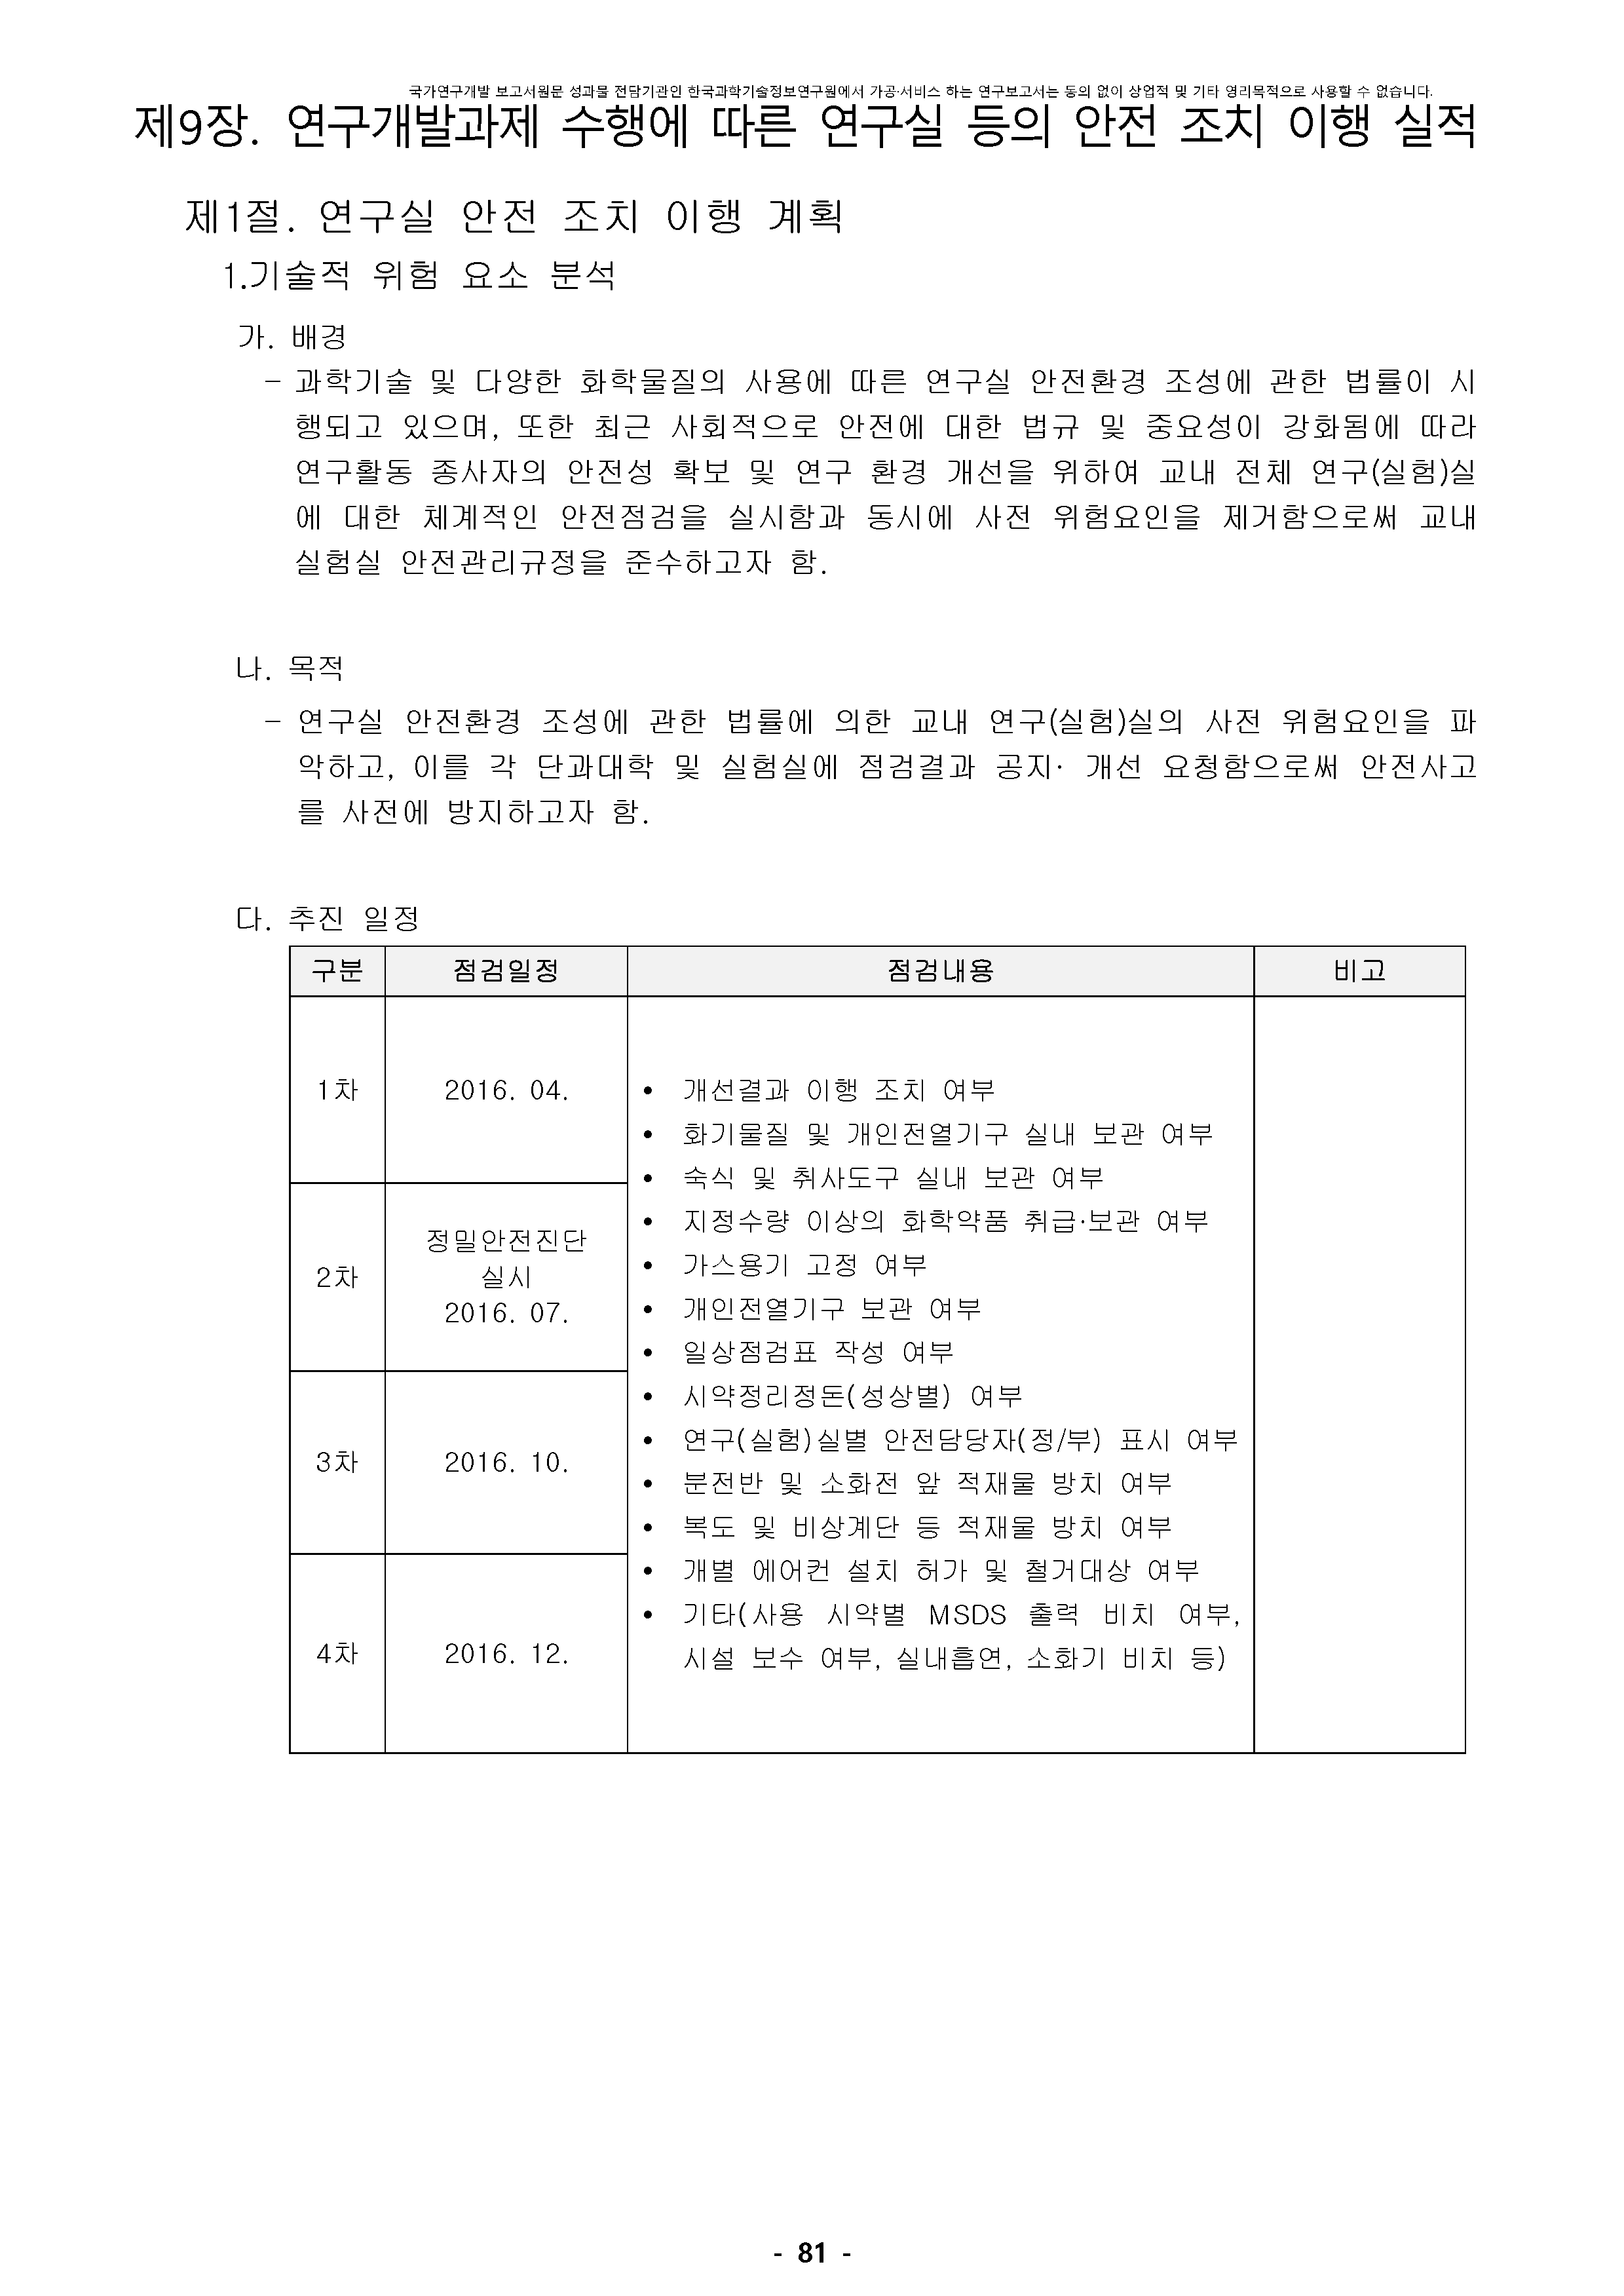 국가연구개발 보고서원문 성과물 전담기관인 한국과학기술정보연구원에서 가공·서비스 하는 연구보고서는 동의 없이 상업적 및 기타 영리목적으로 사용할 수 없습니다.
제9장. 연구개발과제 수행에 따른 연구실 등의 안전 조치 이행 실적
제1절. 연구실 안전 조치 이행 계획
1.기술적 위험 요소 분석
가. 배경
- 과학기술 및 다양한 화학물질의 사용에 따른 연구실 안전환경 조성에 관한 법률이 시
행되고 있으며, 또한 최근 사회적으로 안전에 대한 법규 및 중요성이 강화됨에 따라
연구활동 종사자의 안전성 확보 및 연구 환경 개선을 위하여 교내 전체 연구(실험)실
에 대한 체계적인 안전점검을 실시함과 동시에 사전 위험요인을 제거함으로써 교내
실험실 안전관리규정을 준수하고자 함.
나. 목적
- 연구실 안전환경 조성에 관한 법률에 의한 교내 연구(실험)실의 사전 위험요인을 파
악하고, 이를 각 단과대학 및 실험실에 점검결과 공지· 개선 요청함으로써 안전사고
를 사전에 방지하고자 함.
다. 추진 일정
구분 점검일정 점검내용 비고
1차 2016. 04.
2차 정밀안전진단
실시
2016. 07.
3차 2016. 10.
4차 2016. 12.
• 개선결과 이행 조치 여부
• 화기물질 및 개인전열기구 실내 보관 여부
• 숙식 및 취사도구 실내 보관 여부
• 지정수량 이상의 화학약품 취급·보관 여부
• 가스용기 고정 여부
• 개인전열기구 보관 여부
• 일상점검표 작성 여부
• 시약정리정돈(성상별) 여부
• 연구(실험)실별 안전담당자(정/부) 표시 여부
• 분전반 및 소화전 앞 적재물 방치 여부
• 복도 및 비상계단 등 적재물 방치 여부
• 개별 에어컨 설치 허가 및 철거대상 여부
• 기타(사용 시약별 MSDS 출력 비치 여부,
시설 보수 여부, 실내흡연, 소화기 비치 등)
- 81 -